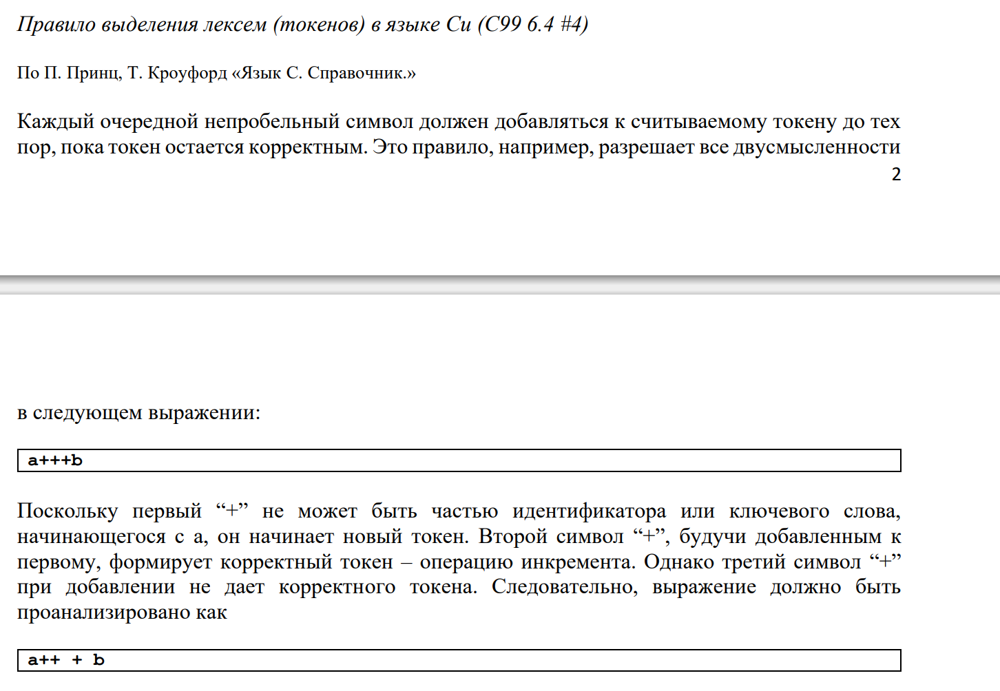 Правило выделения лексем (токенов) в языке Си (C99 6.4 #4)
По П. Принц, Т. Кроуфорд «Язык С. Справочник.»
Каждый очередной непробельный символ должен добавляться к считываемому токену до тех
пор, пока токен остается корректным. Это правило, например, разрешает все двусмысленности
2
в следующем выражении:
a+++b
Поскольку первый “+” не может быть частью идентификатора или ключевого слова,
начинающегося с a, он начинает новый токен. Второй символ “+”, будучи добавленным к
первому, формирует корректный токен – операцию инкремента. Однако третий символ “+”
при добавлении не дает корректного токена. Следовательно, выражение должно быть
проанализировано как
a++ + b